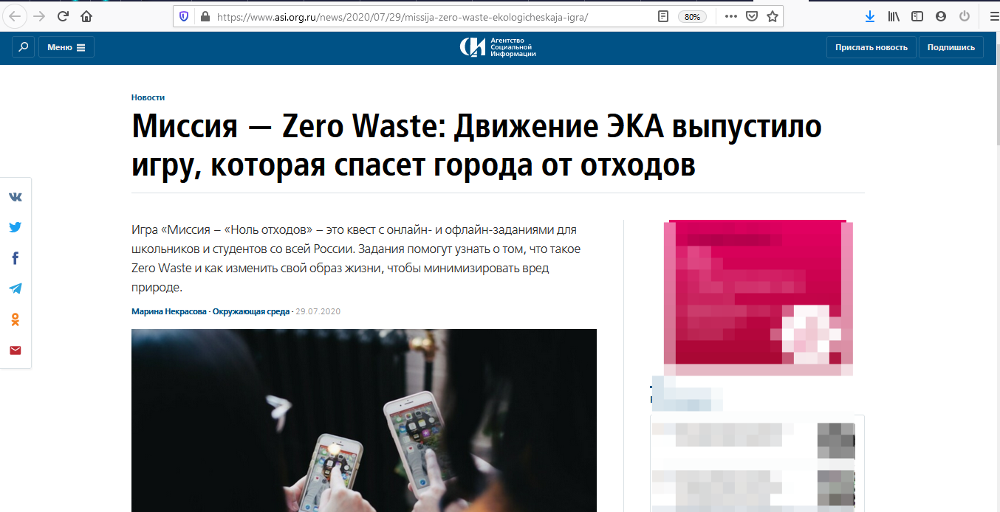 https://www.asi.org.ru/news/2020/07/29/missija-zero-waste-ekologicheskaja-igra/
80%
Меню
СИ
Агентство
Социальной
Информации
Прислать новость
Подпишись
Новости
Миссия — Zero Waste: Движение ЭКА выпустило
игру, которая спасет города от отходов
Игра «Миссия – «Ноль отходов» – это квест с онлайн- и офлайн-заданиями для
школьников и студентов со всей России. Задания помогут узнать о том, что такое
Zero Waste и как изменить свой образ жизни, чтобы минимизировать вред
природе.
Марина Некрасова · Окружающая среда · 29.07.2020